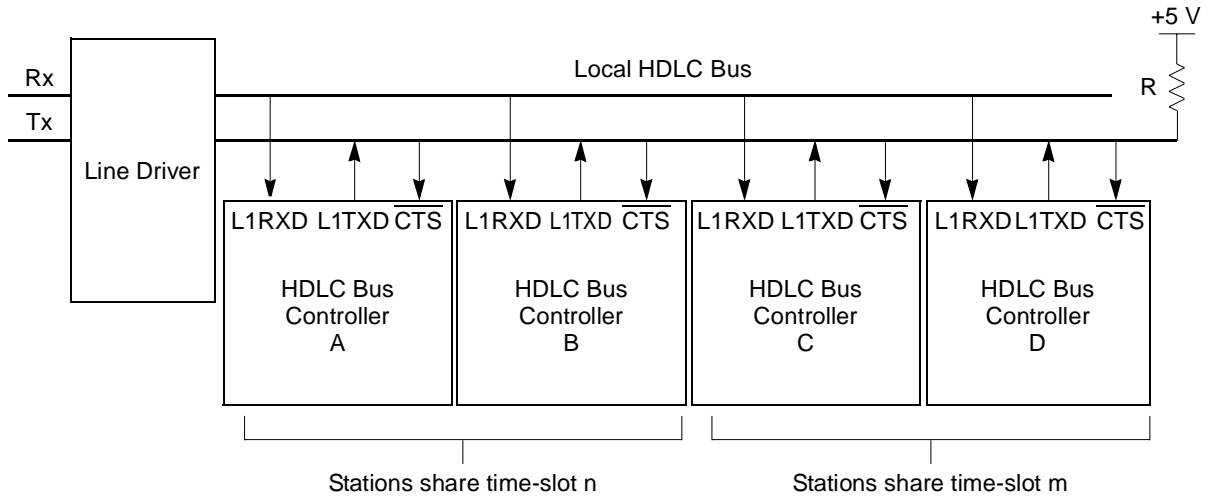 +5 V
Rx
Local HDLC Bus
R
Tx
Line Driver
L1RXD L1TXD CTS
L1RXD L1TXD CTS
L1RXD L1TXD CTS
L1RXD L1TXD CTS
HDLC Bus
Controller
A
HDLC Bus
Controller
B
HDLC Bus
Controller
C
HDLC Bus
Controller
D
Stations share time-slot n
Stations share time-slot m